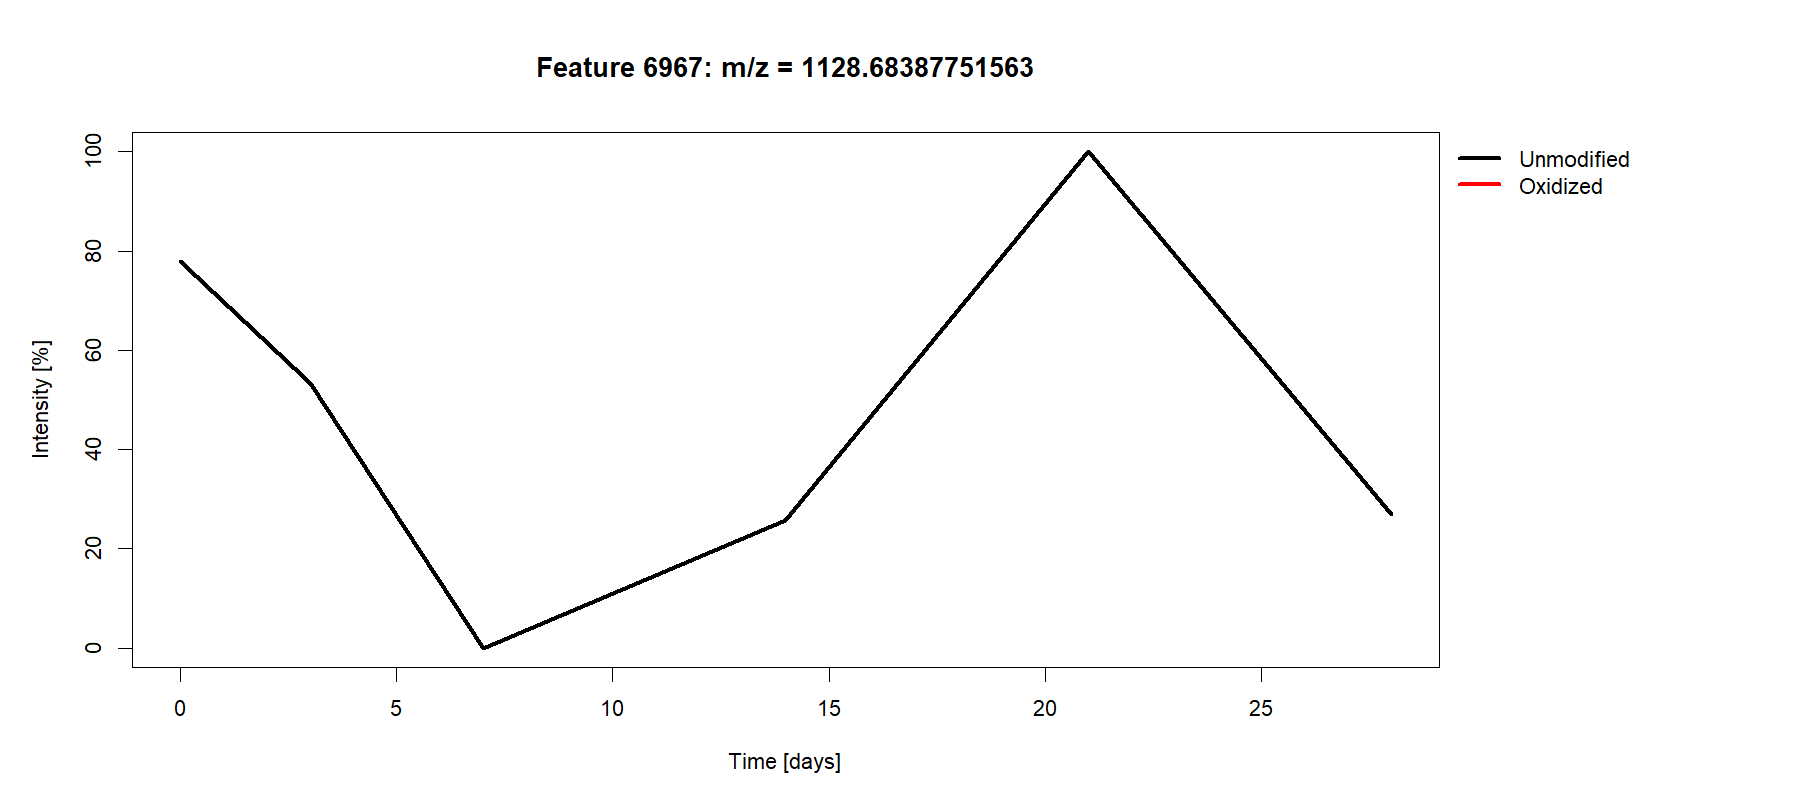 Feature 6967: m/z = 1128.68387751563
Unmodified
Oxidized
Intensity [%]
100
80
60
40
20
0
0 5 10 15 20 25
Time [days]